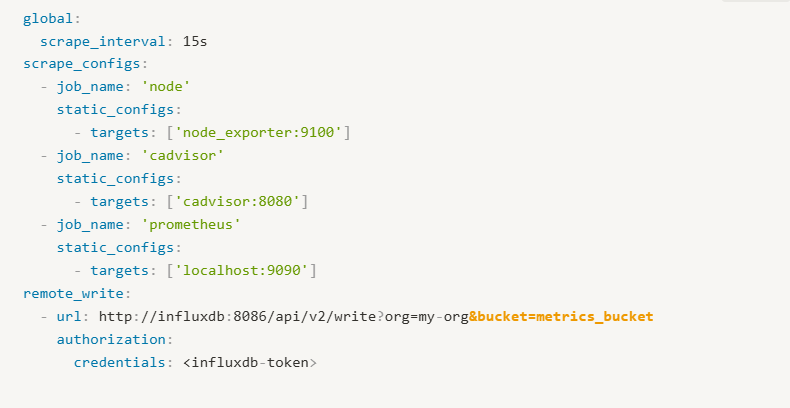 global:
  scrape_interval: 15s
scrape_configs:
  - job_name: 'node'
    static_configs:
      - targets: ['node_exporter:9100']
  - job_name: 'cadvisor'
    static_configs:
      - targets: ['cadvisor:8080']
  - job_name: 'prometheus'
    static_configs:
      - targets: ['localhost:9090']
remote_write:
  - url: http://influxdb:8086/api/v2/write?org=my-org&bucket=metrics_bucket
    authorization:
      credentials: <influxdb-token>